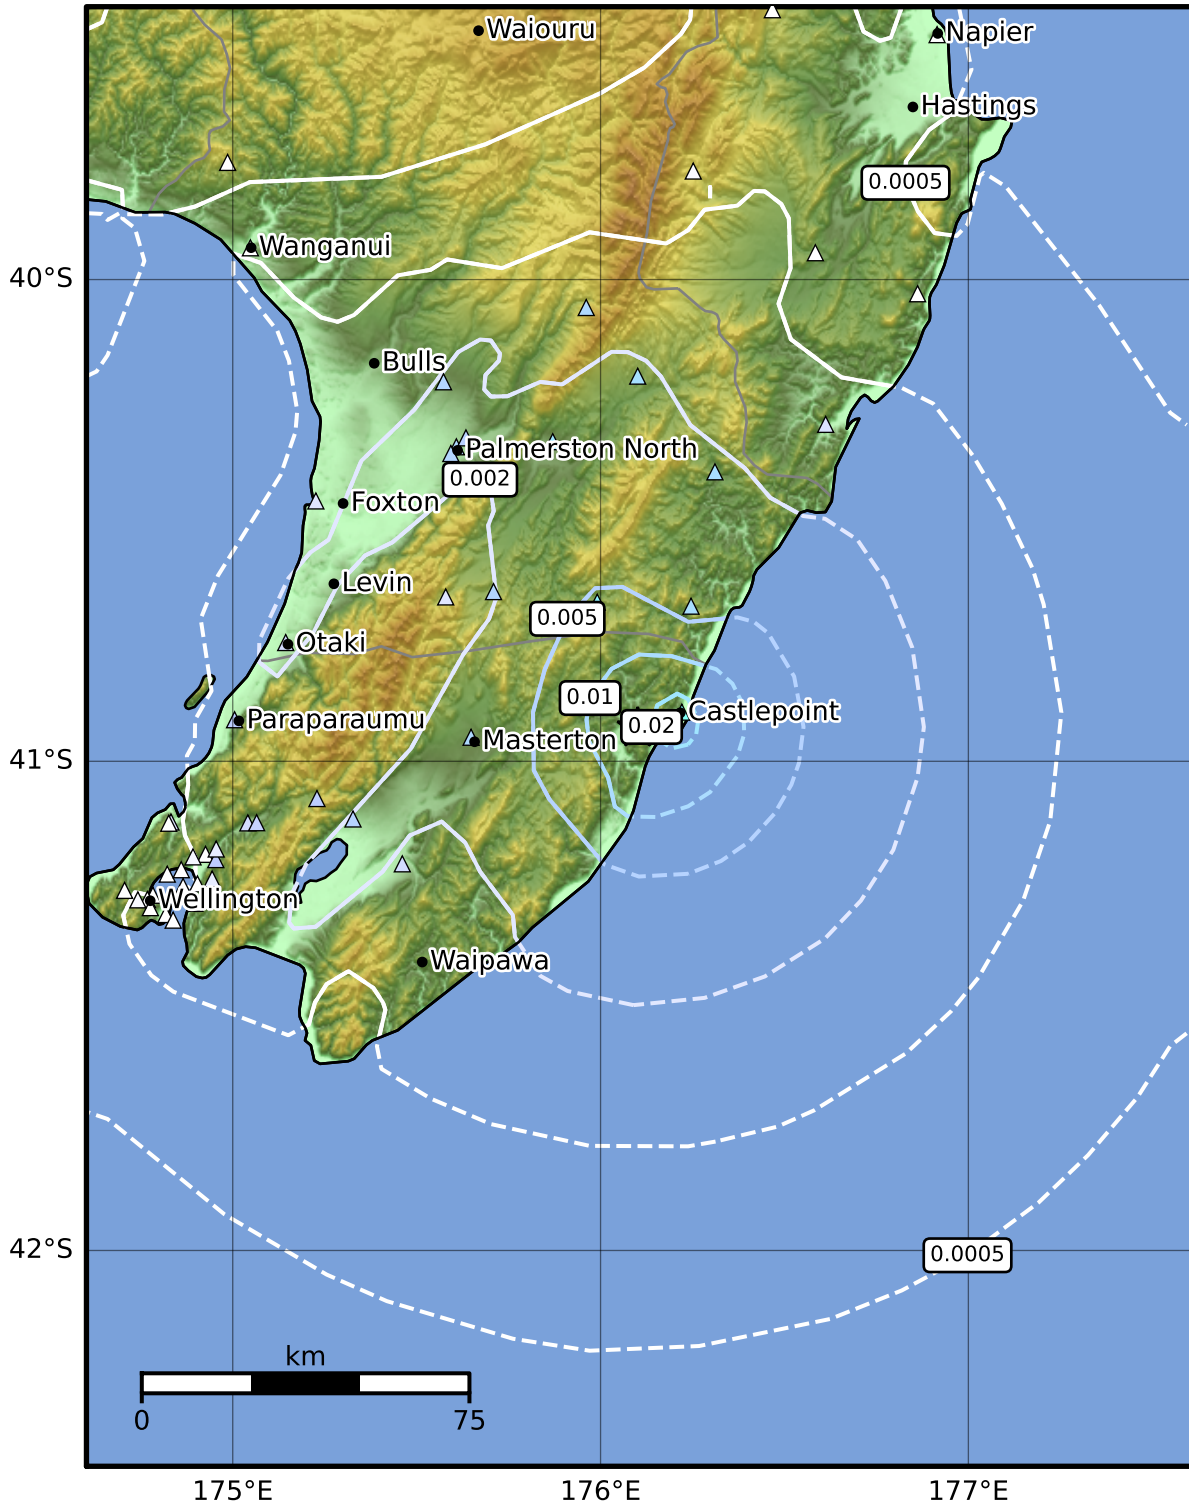 Waiouru
Napier
Hastings
0.0005
Wanganui
40°S
Bulls
Palmerston North
0.002
Foxton
Levin
0.005
Otaki
0.01
Castlepoint
Paraparaumu
0.02
Masterton
41°S
Wellington
Waipawa
42°S
0.0005
km
0
75
175°E
176°E
177°E